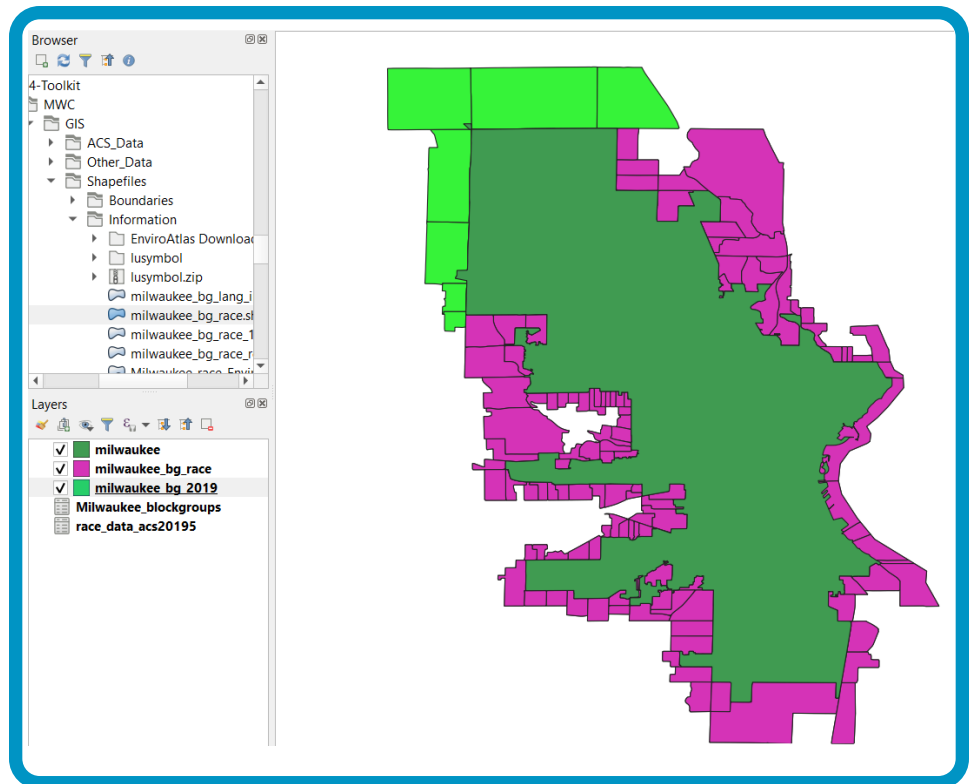 Browser
4-Toolkit
MWC
GIS
ACS_Data
Other_Data
Shapefiles
Boundaries
Information
EnviroAtlas Downloac
lusymbol
lusymbol.zip
milwaukee_bg_lang_i
milwaukee_bg_race.sh
milwaukee_bg_race_1
milwaukee_bg_race_r
Layers
milwaukee
milwaukee_bg_race
milwaukee_bg_2019
Milwaukee_blockgroups
race_data_acs20195